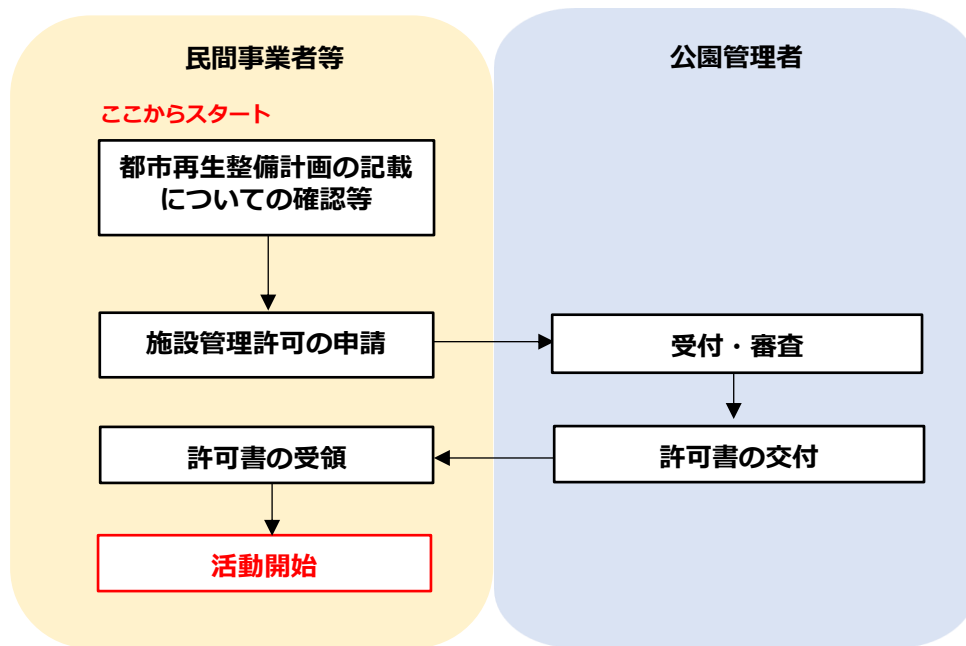 民間事業者等
公園管理者
ここからスタート
都市再生整備計画の記載
についての確認等
施設管理許可の申請
受付・審査
許可書の受領
許可書の交付
活動開始